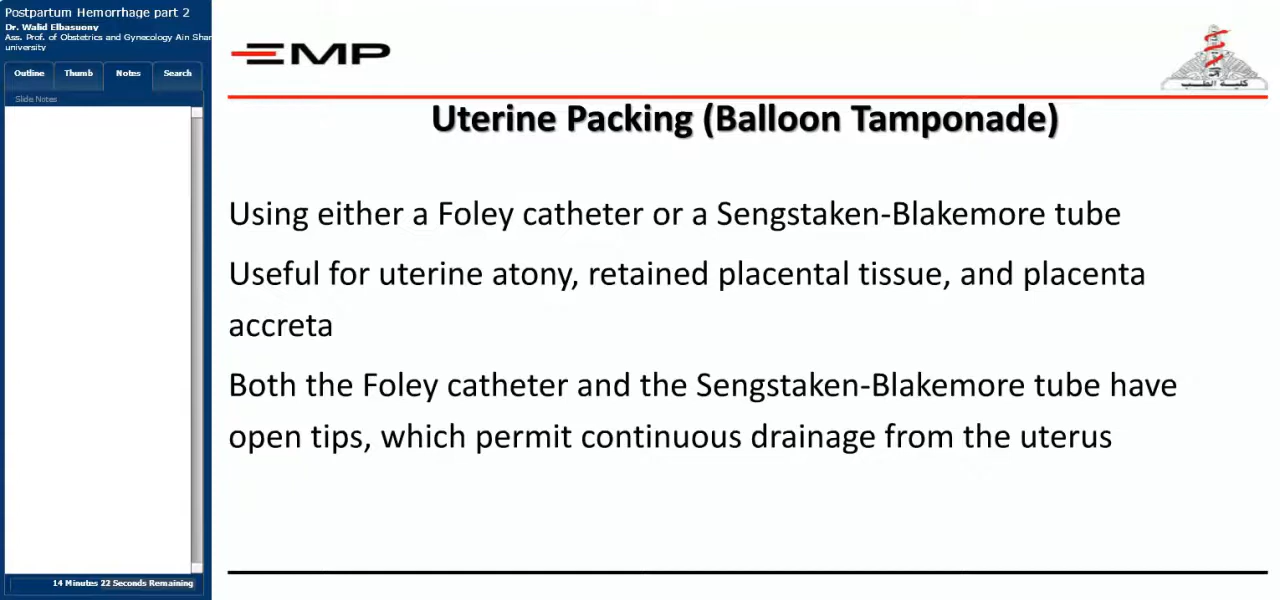 Postpartum Hemorrhage part 2
Dr. Walid Elbasuony
Ass. Prof. of Obstetrics and Gynecology Ain Shar
university
Outline Thumb Notes Search
Slide Notes
EMP
كلية الطب
Uterine Packing (Balloon Tamponade)
Using either a Foley catheter or a Sengstaken-Blakemore tube
Useful for uterine atony, retained placental tissue, and placenta
accreta
Both the Foley catheter and the Sengstaken-Blakemore tube have
open tips, which permit continuous drainage from the uterus
14 Minutes 22 Seconds Remaining